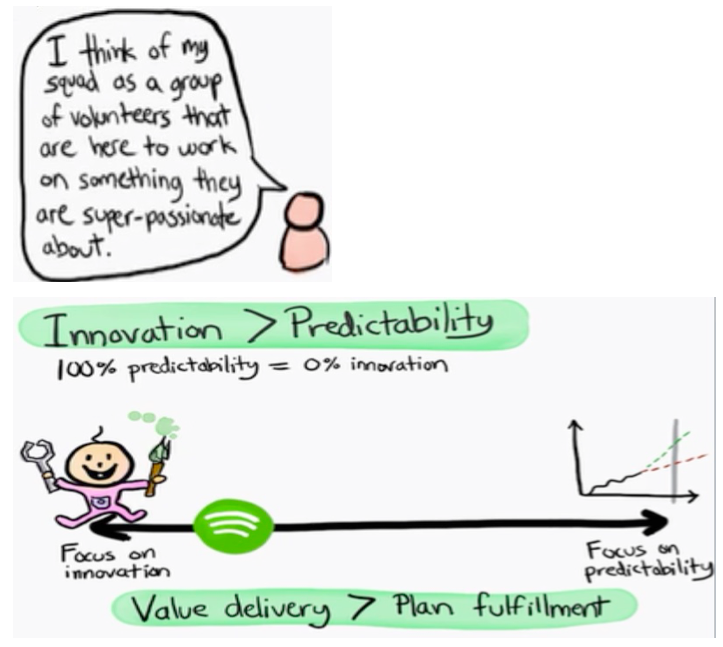 I think of my
squad as a group
of volunteers that
are here to work
on something they
are super-passionate
about.
Innovation > Predictability
100% predictability = 0% innovation
Focus on
innovation
Focus on
predictability
Value delivery > Plan fulfillment